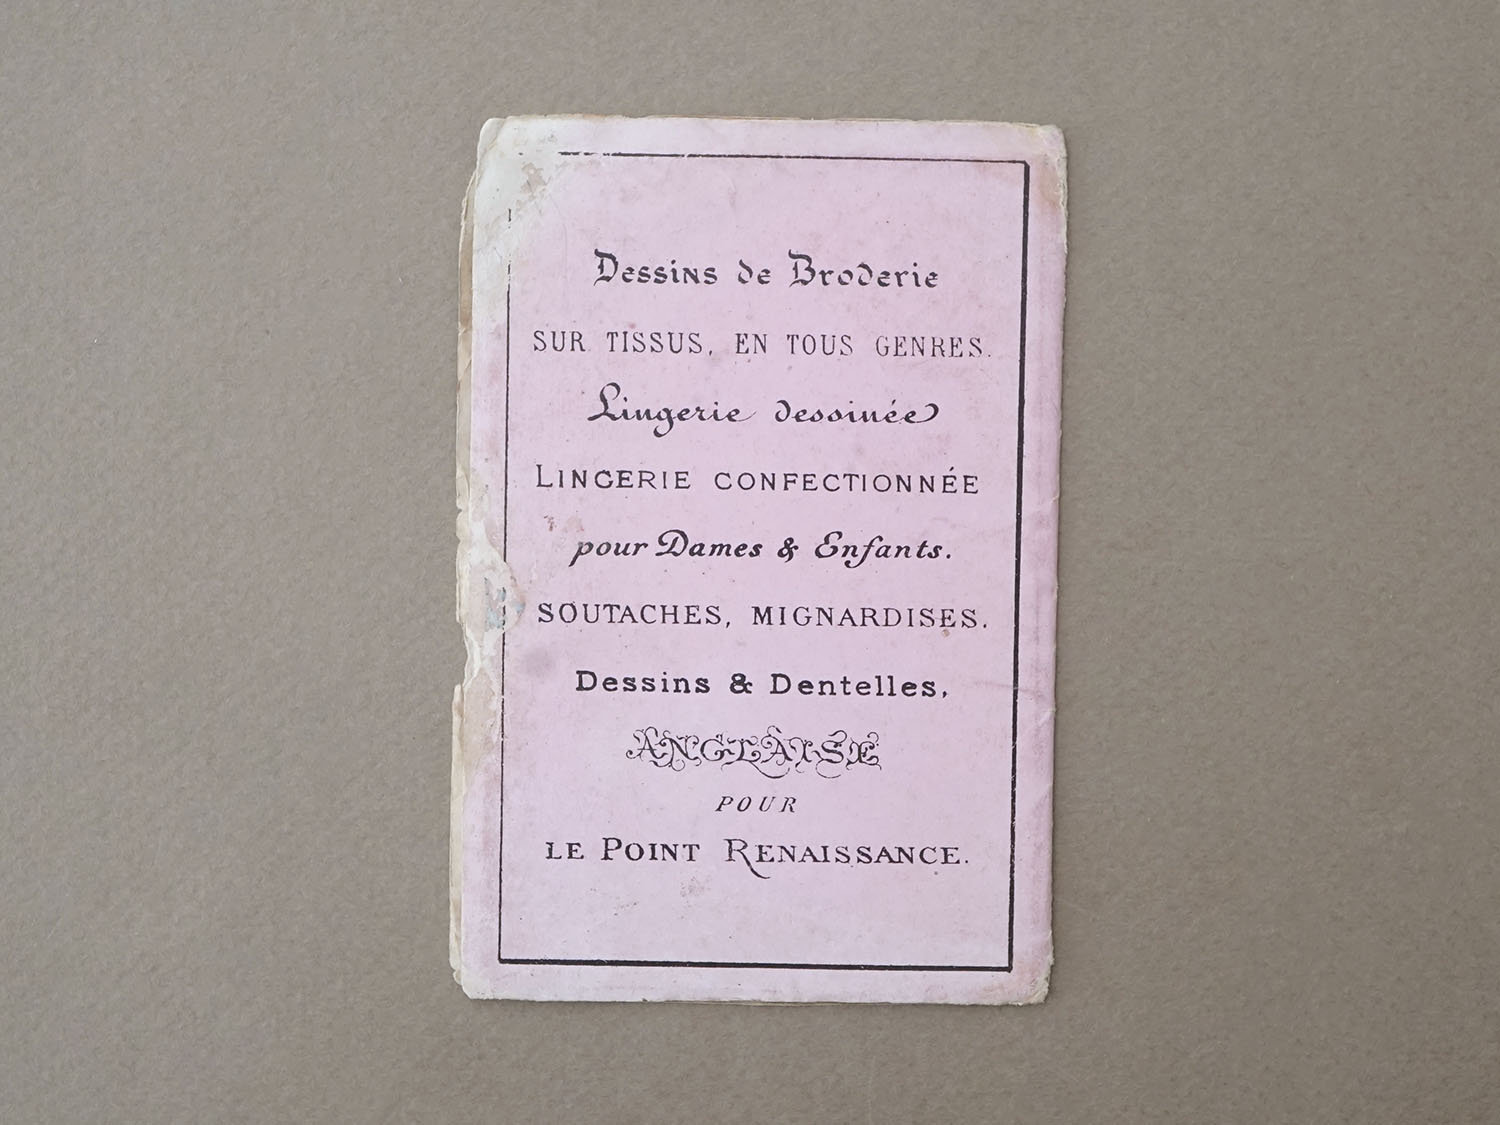 Dessins de Broderie
SUR TISSUS, EN TOUS GENRES.
Lingerie dessinée
LINGERIE CONFECTIONNÉE
pour Dames & Enfants.
SOUTACHES, MIGNARDISES.
Dessins & Dentelles,
ANGLAISE
POUR
LE POINT RENAISSANCE.